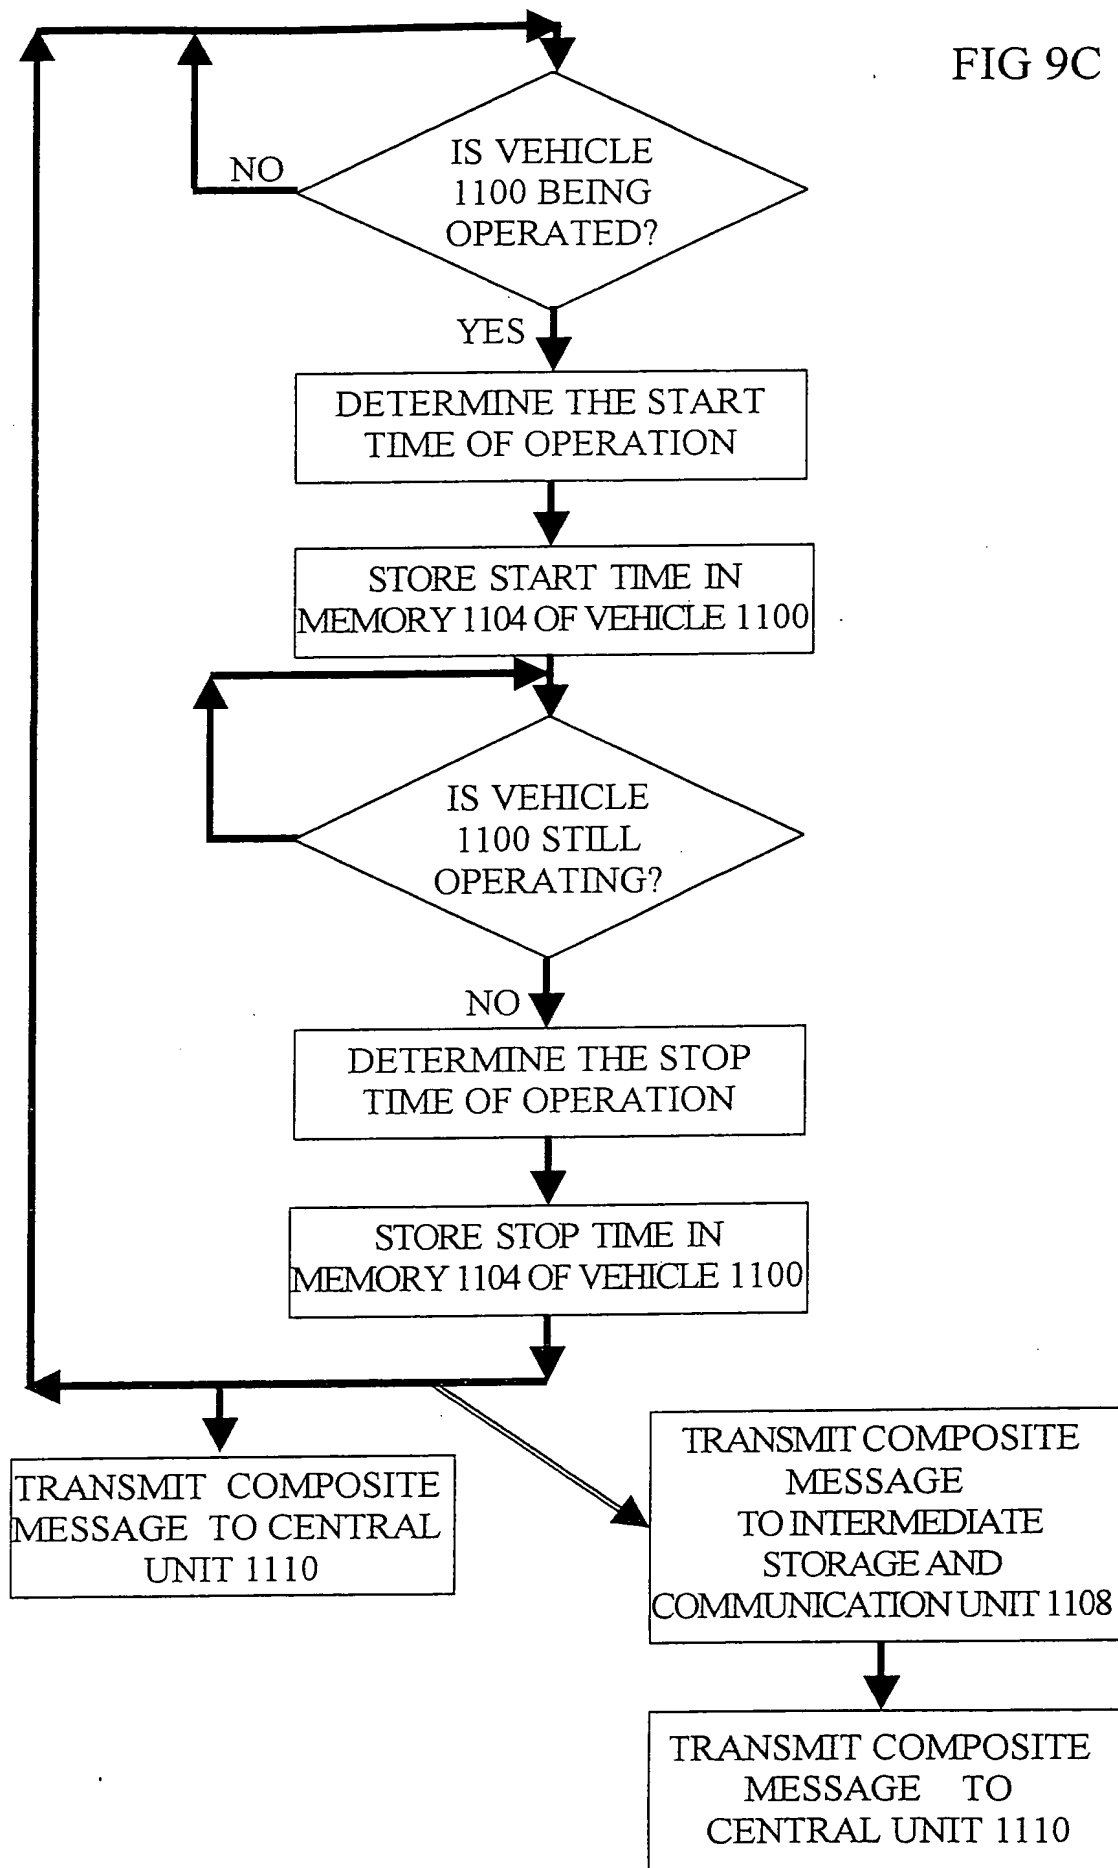 FIG 9C
IS VEHICLE
1100 BEING
OPERATED?
NO
YES
DETERMINE THE START
TIME OF OPERATION
STORE START TIME IN
MEMORY 1104 OF VEHICLE 1100
IS VEHICLE
1100 STILL
OPERATING?
NO
DETERMINE THE STOP
TIME OF OPERATION
STORE STOP TIME IN
MEMORY 1104 OF VEHICLE 1100
TRANSMIT COMPOSITE
MESSAGE TO CENTRAL
UNIT 1110
TRANSMIT COMPOSITE
MESSAGE
TO INTERMEDIATE
STORAGE AND
COMMUNICATION UNIT 1108
TRANSMIT COMPOSITE
MESSAGE TO
CENTRAL UNIT 1110